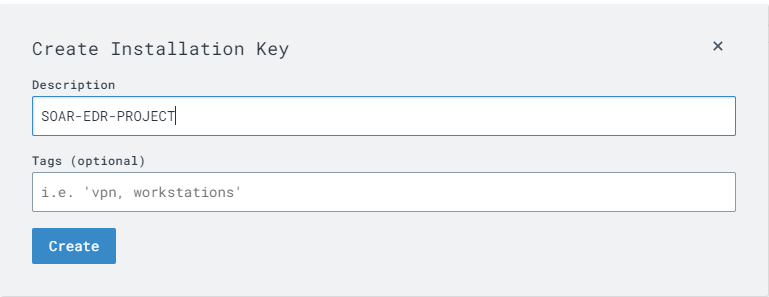 Create Installation Key
×
Description
SOAR-EDR-PROJECT
Tags (optional)
i.e. 'vpn, workstations'
Create